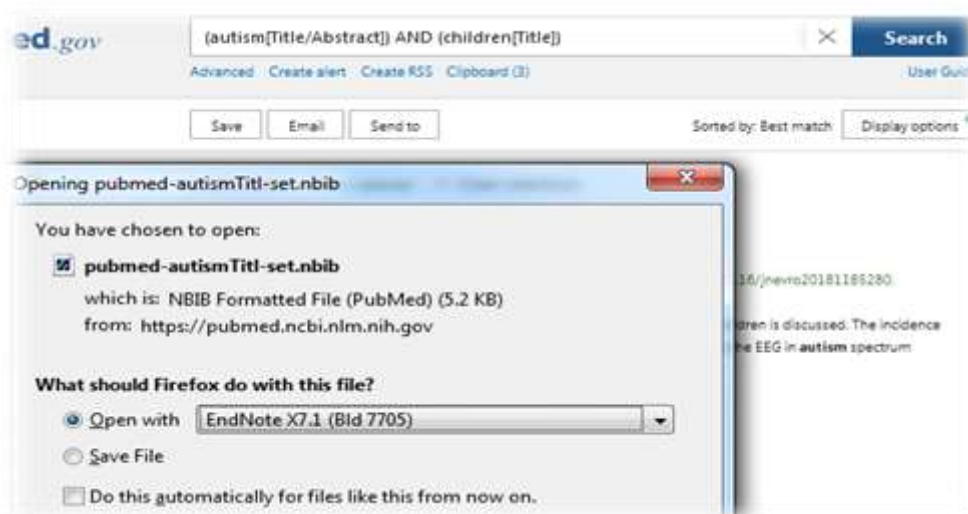 ed.gov
(autism[Title/Abstract]) AND (children[Title])
Search
Advanced Create alert Create RSS Clipboard (3)
User Guid
Save Email Send to
Sorted by: Best match Display options
Opening pubmed-autismTitl-set.nbib
You have chosen to open:
pubmed-autismTitl-set.nbib
which is: NBIB Formatted File (PubMed) (5.2 KB)
from: https://pubmed.ncbi.nlm.nih.gov
16/jnevro20181185280.
dren is discussed. The incidence
he EEG in autism spectrum
What should Firefox do with this file?
Open with EndNote X7.1 (Bld 7705)
Save File
Do this automatically for files like this from now on.